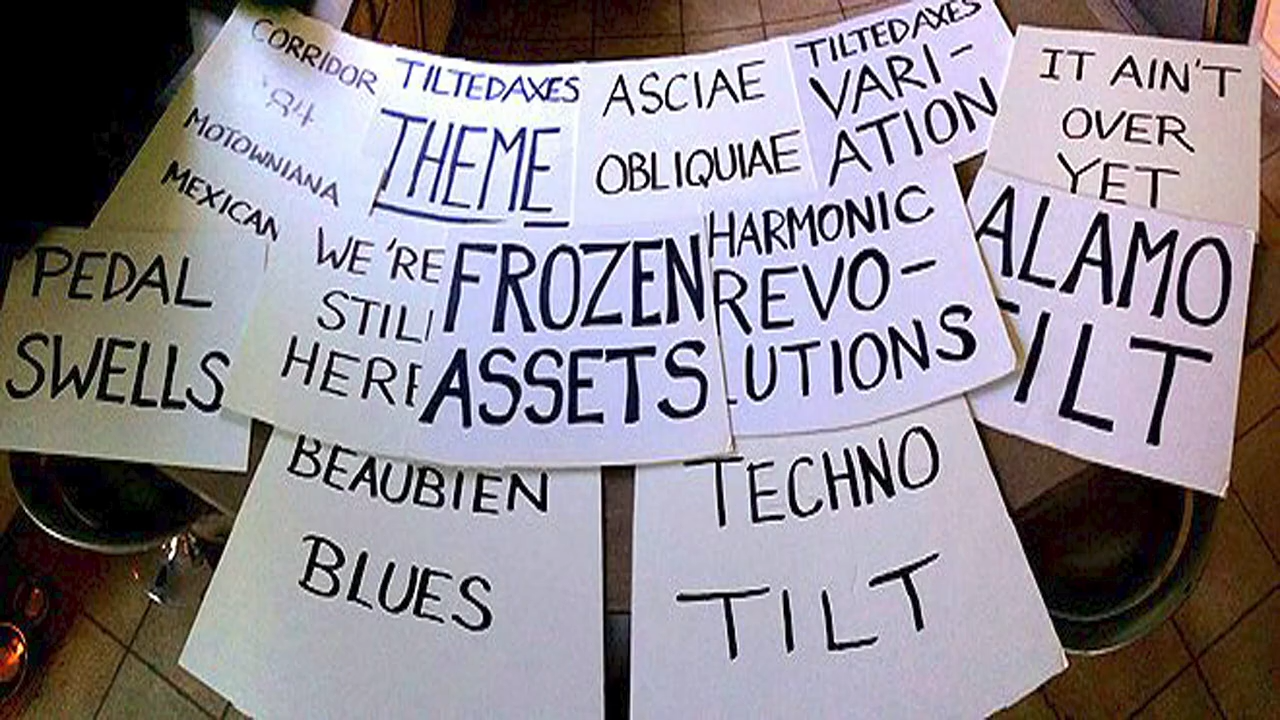 CORRIDOR
'94
MOTOWNIANA
MEXICAN
TILTEDAXES
THEME
ASCIAE
OBLIQUIAE
TILTEDAXES
VARI-
ATION
IT AIN'T
OVER
YET
PEDAL
SWELLS
WE'RE
STILL
HERE
FROZEN
ASSETS
HARMONIC
REVO-
LUTIONS
ALAMO
TILT
BEAUBIEN
BLUES
TECHNO
TILT